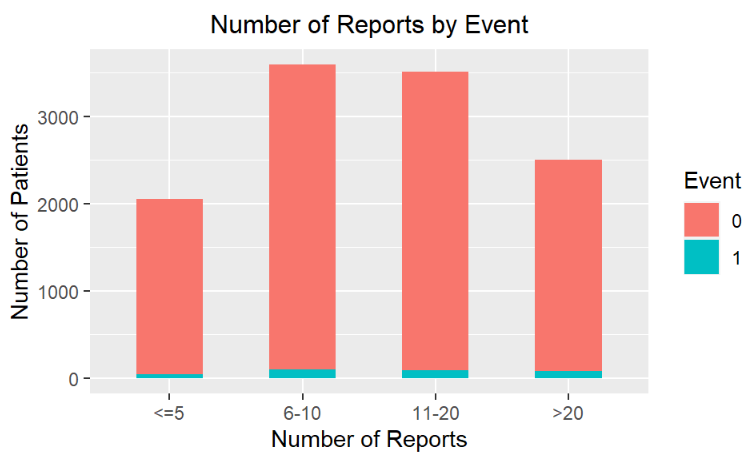 Number of Reports by Event
Number of Patients
3000
2000
1000
0
<=5
6-10
11-20
>20
Number of Reports
Event
0
1